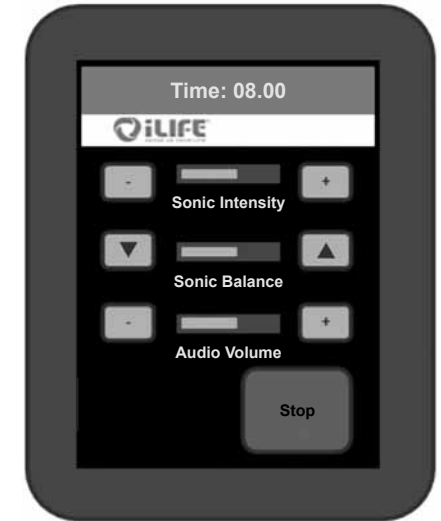 Time: 08.00
iLIFE
- +
Sonic Intensity
▼ ▲
Sonic Balance
- +
Audio Volume
Stop